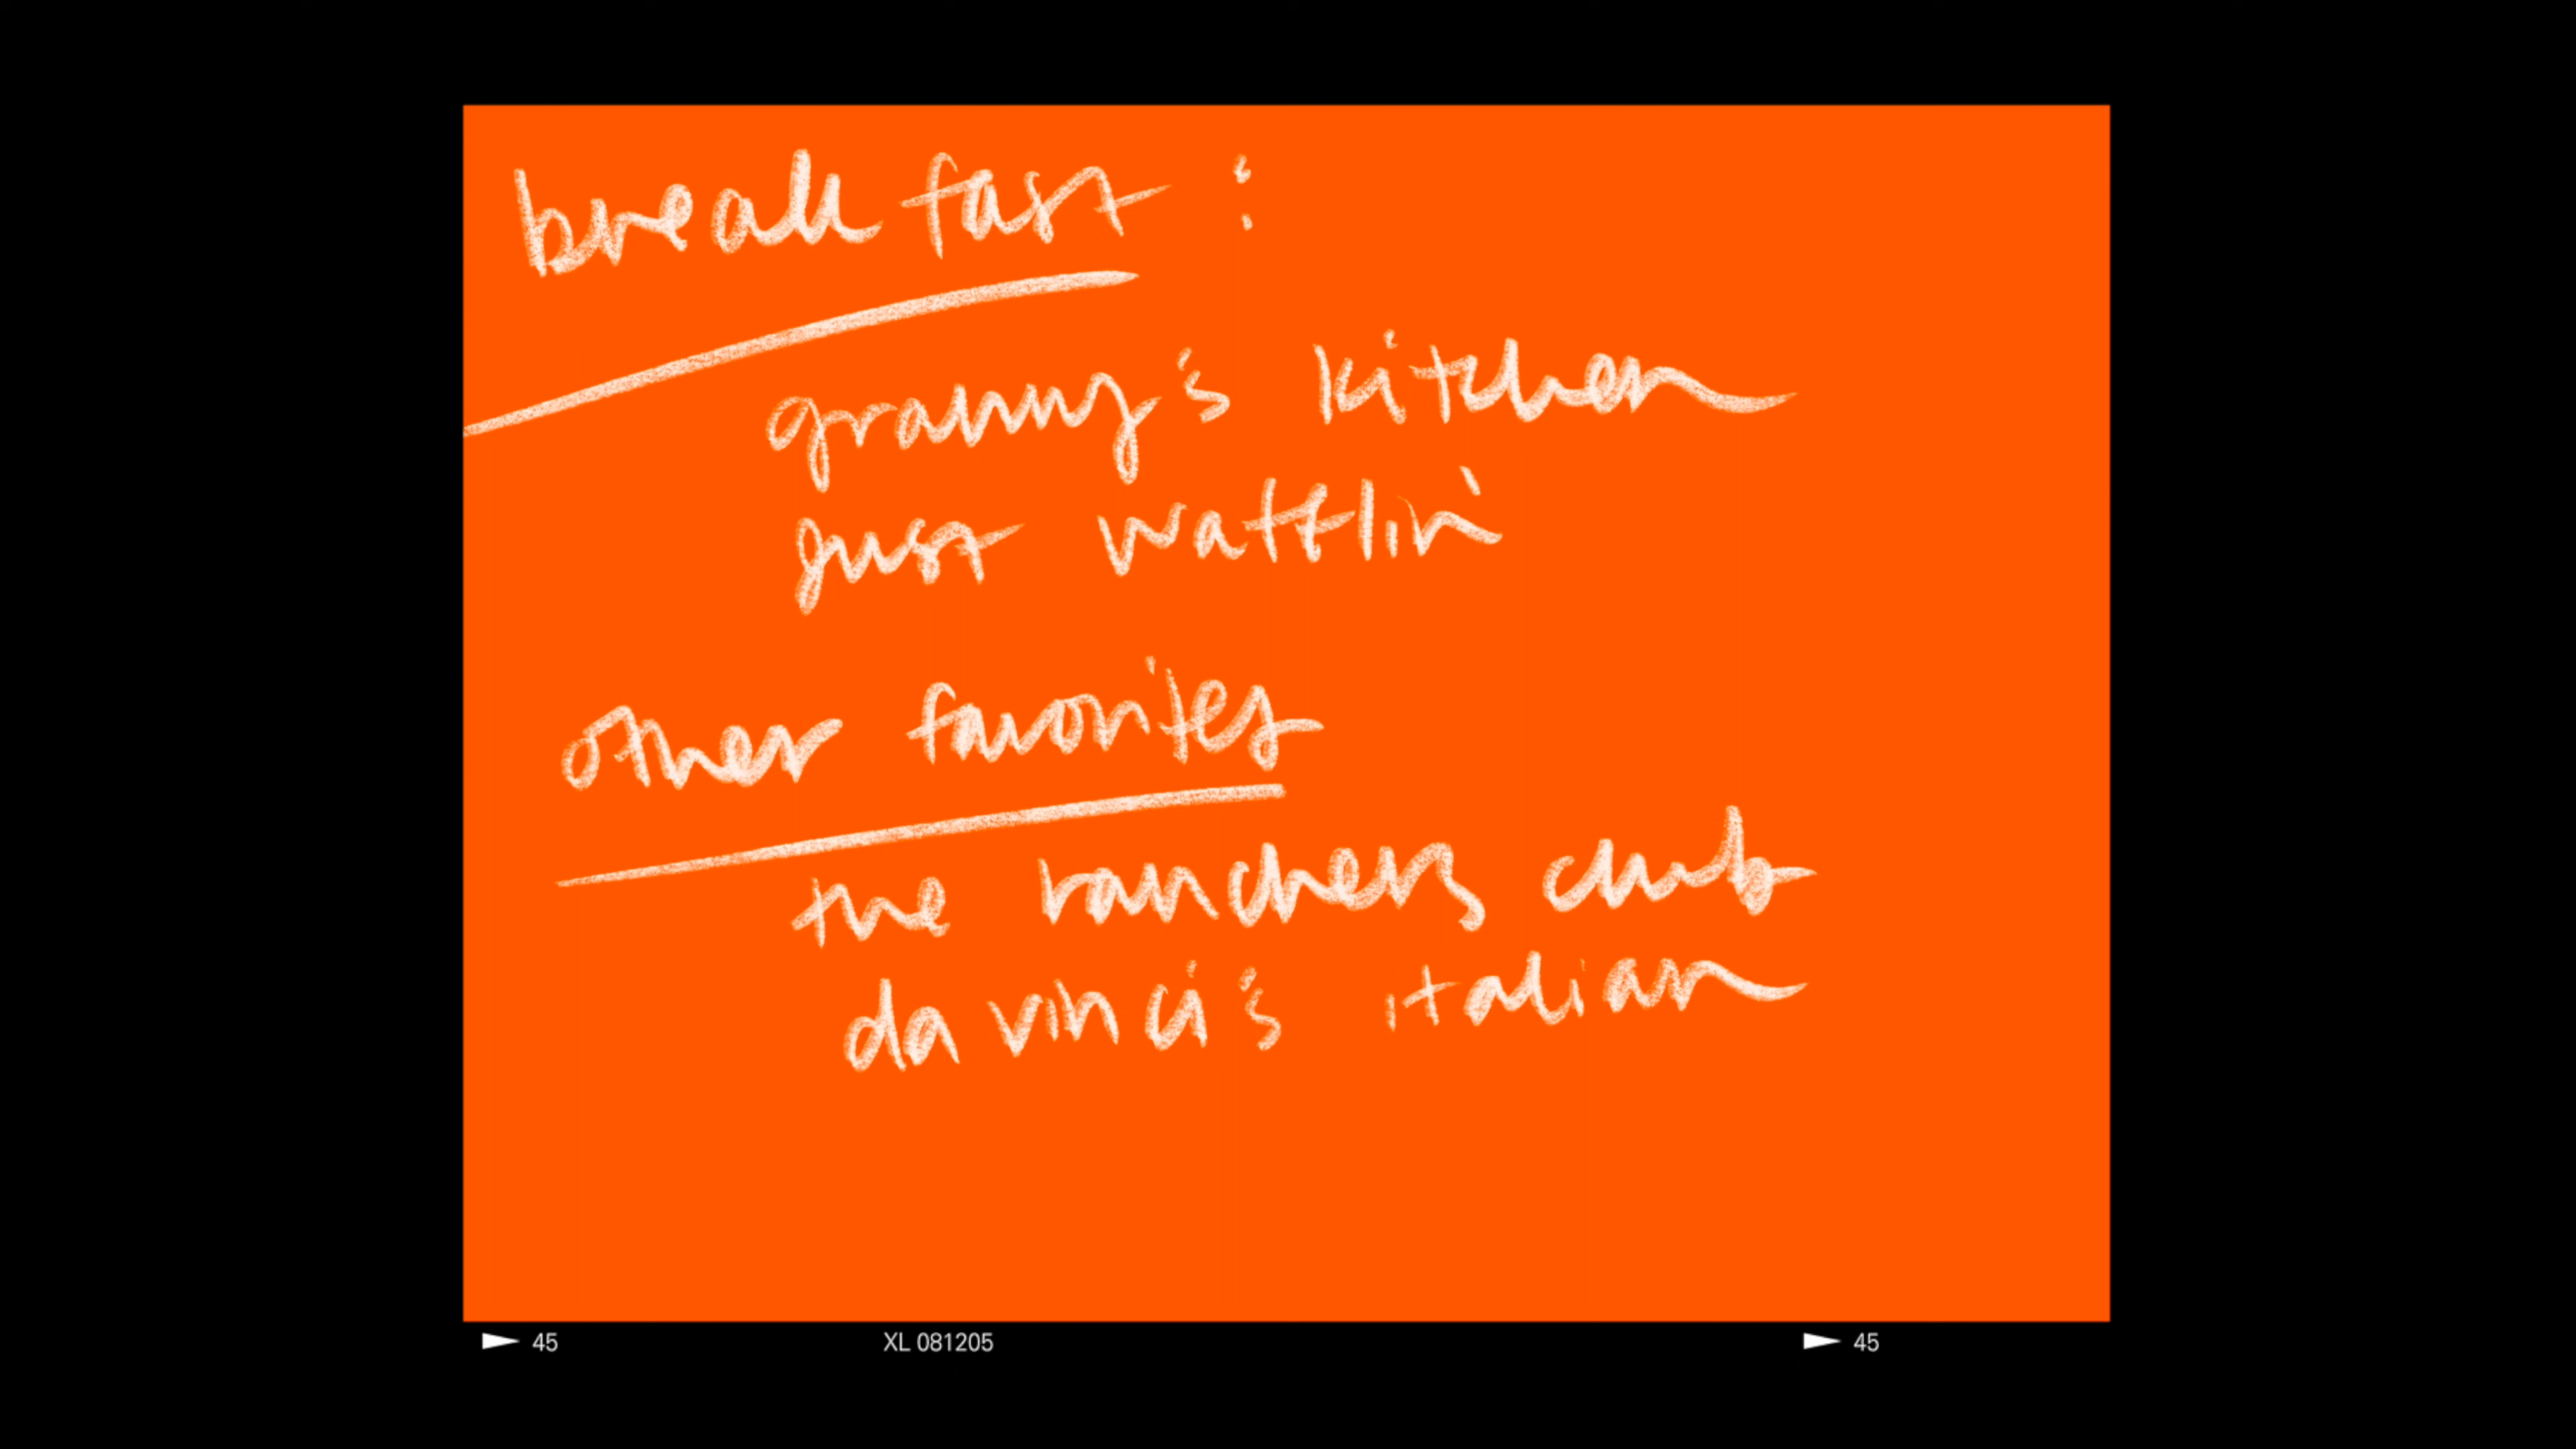 breakfast:
granny's kitchen
just wafflin'
other favorites
the ranchers club
da vinci's italian
45 XL 081205 45